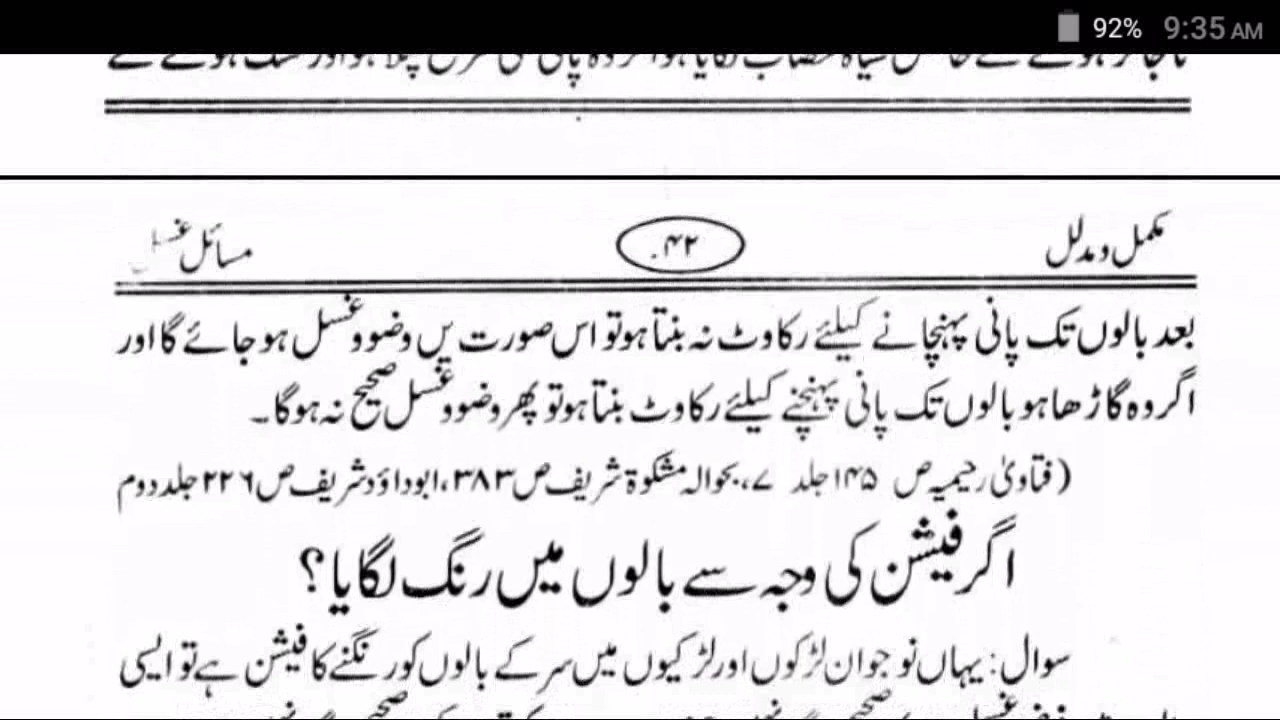 92% 9:35 AM
مکمل و مدلل ۴۲ مسائل غسل
بعد بالوں تک پانی پہنچانے کیلئے رکاوٹ نہ بنتا ہو تو اس صورت یں وضو و غسل ہو جائے گا اور
اگر وہ گاڑھا ہو بالوں تک پانی پہنچنے کیلئے رکاوٹ بنتا ہو تو پھر وضو و غسل صحیح نہ ہوگا۔
(فتاویٰ رحیمیہ ص ۱۴۵ جلد ۷، بحوالہ مشکوۃ شریف ص ۳۸۳، ابوداؤد شریف ص ۲۲۶ جلد دوم
اگر فیشن کی وجہ سے بالوں میں رنگ لگایا؟
سوال: یہاں نوجوان لڑکوں اور لڑکیوں میں سر کے بالوں کو رنگنے کا فیشن ہے تو ایسی